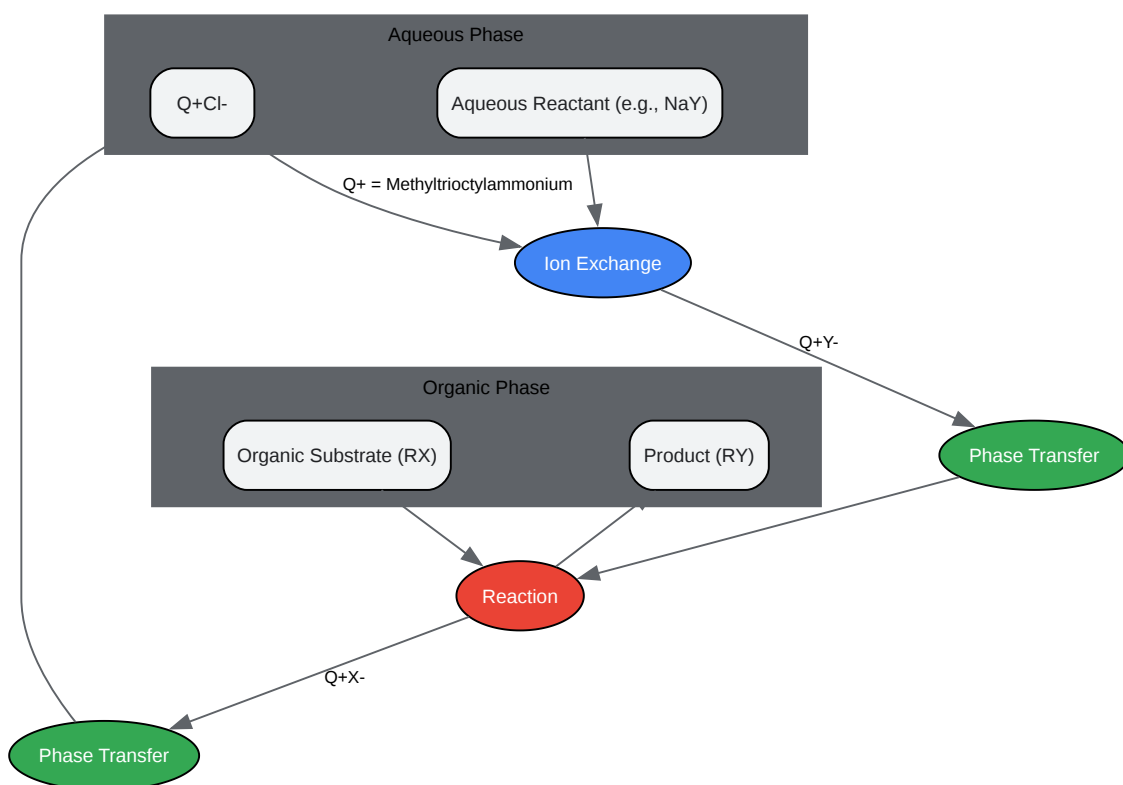 Aqueous Phase
Q+Cl-
Aqueous Reactant (e.g., NaY)
Q+ = Methyltrioctylammonium
Ion Exchange
Q+Y-
Organic Phase
Organic Substrate (RX)
Product (RY)
Phase Transfer
Reaction
Q+X-
Phase Transfer